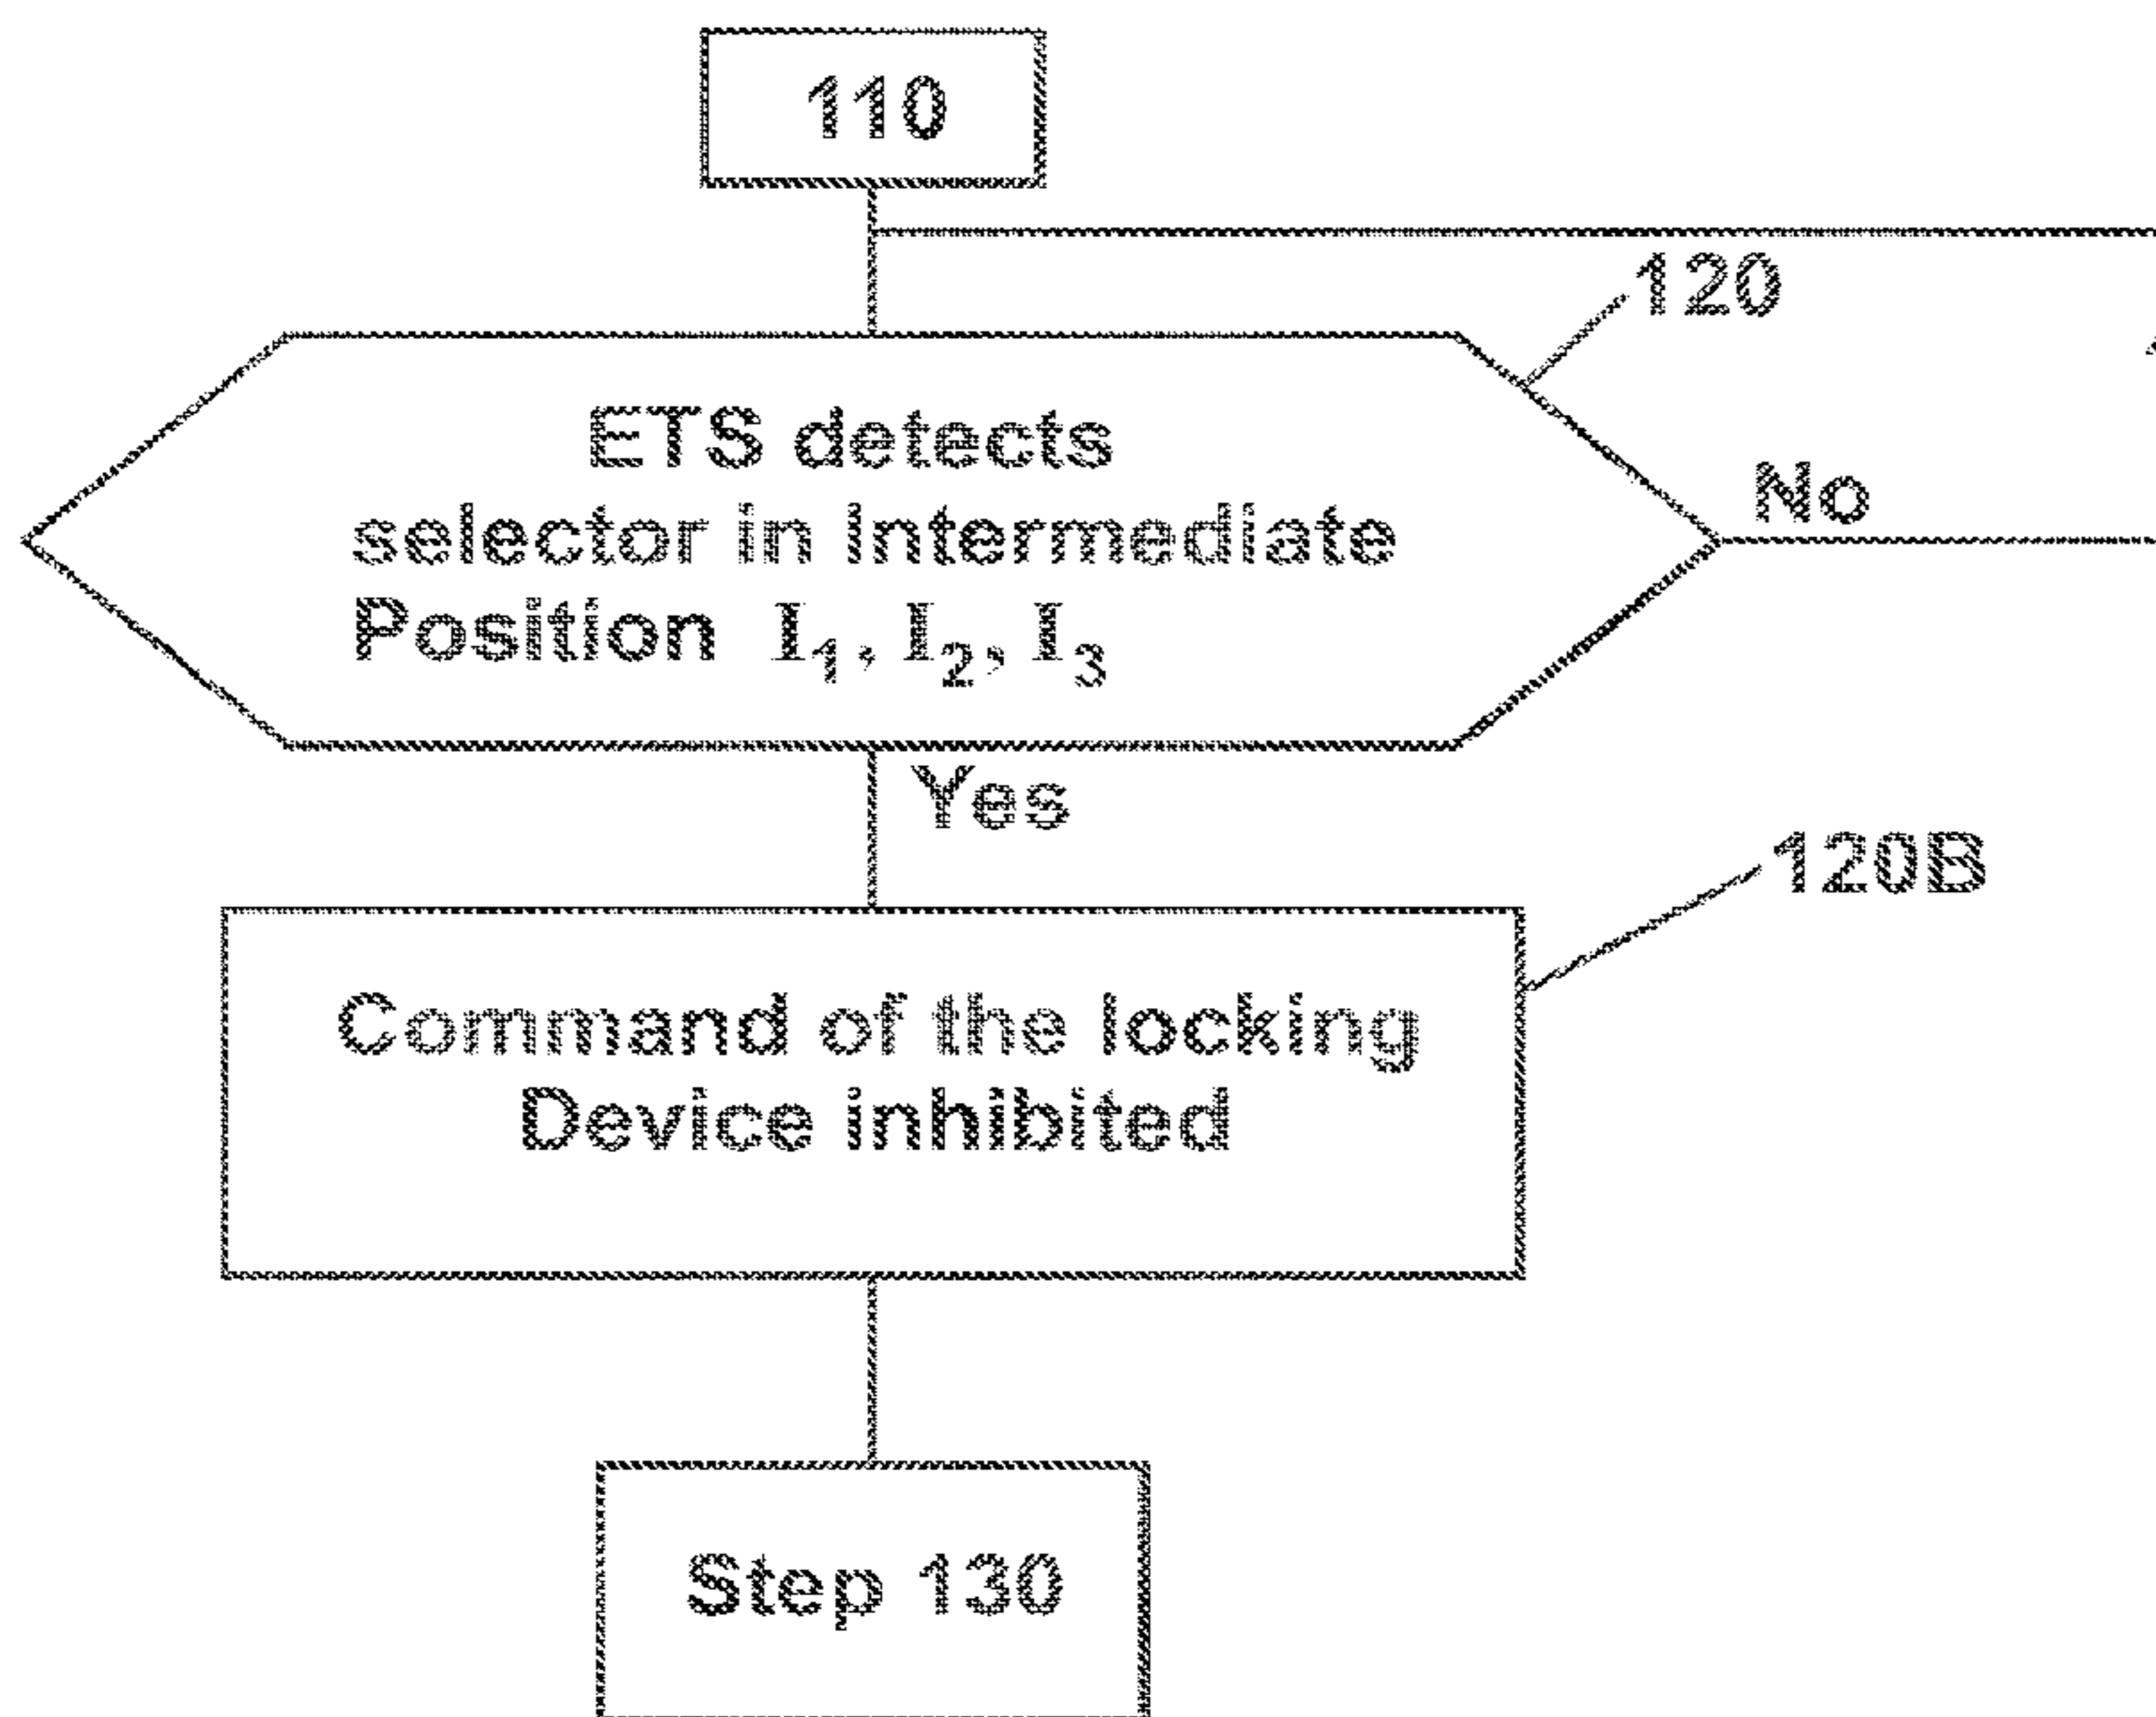 110
120
ETS detects
selector in Intermediate
Position I₁, I₂, I₃
No
Yes
120B
Command of the locking
Device inhibited
Step 130